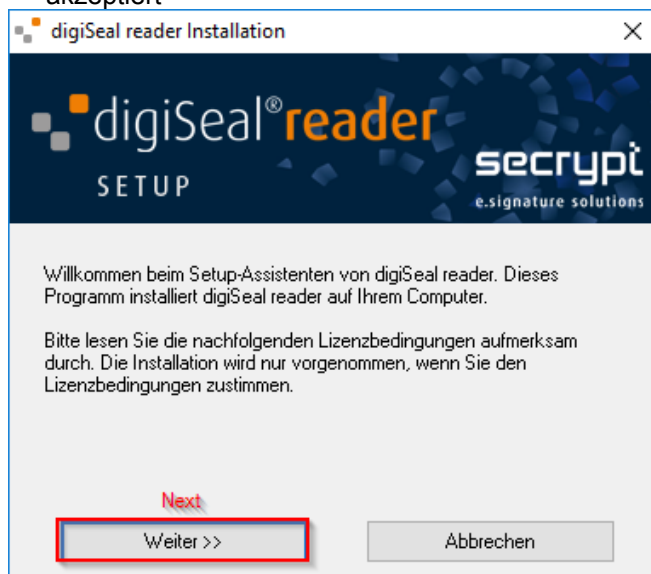 akzeptiert
digiSeal reader Installation
digiSeal®reader
SETUP
secrypt
e.signature solutions
Willkommen beim Setup-Assistenten von digiSeal reader. Dieses
Programm installiert digiSeal reader auf Ihrem Computer.
Bitte lesen Sie die nachfolgenden Lizenzbedingungen aufmerksam
durch. Die Installation wird nur vorgenommen, wenn Sie den
Lizenzbedingungen zustimmen.
Next
Weiter >>
Abbrechen